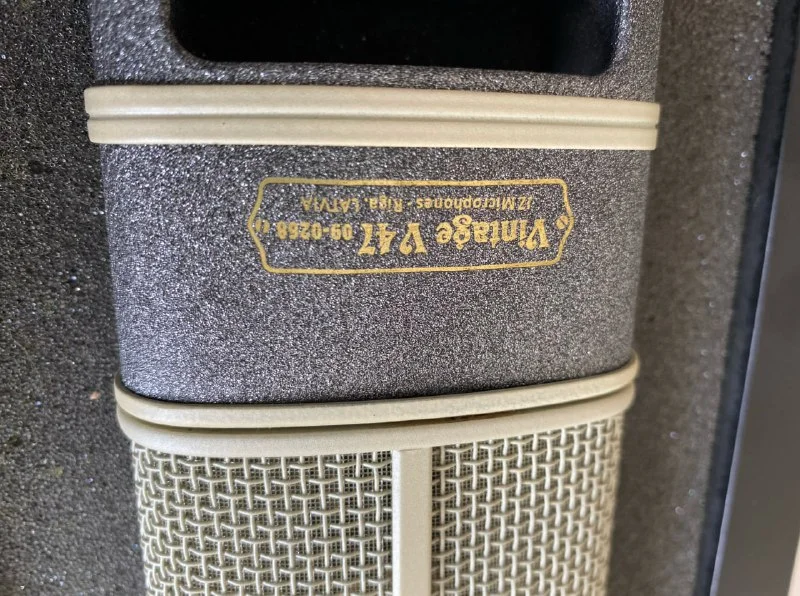 Vintage V47 09-0268
JZ Microphones - Riga LATVIA